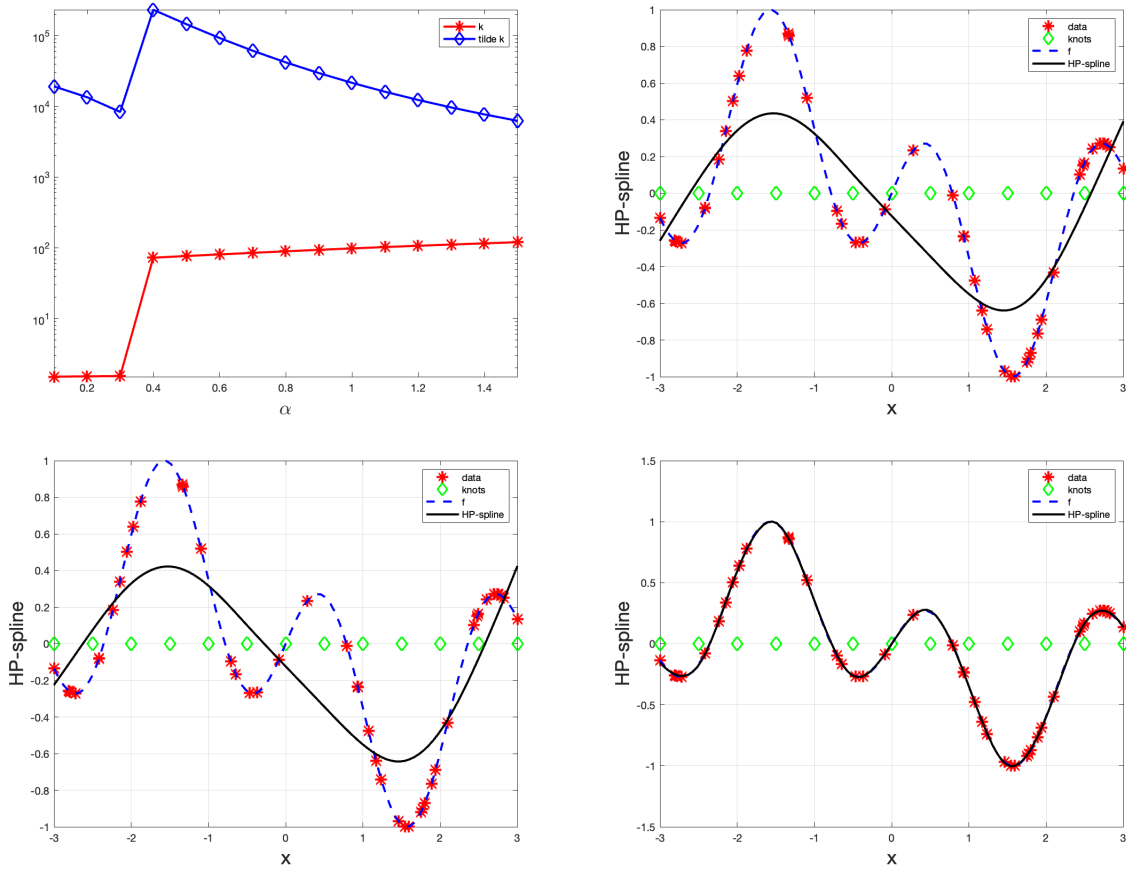 k
tilde k
10^5
10^4
10^3
10^2
10^1
0.2 0.4 0.6 0.8 1 1.2 1.4
α
data
knots
f
HP-spline
HP-spline
1
0.8
0.6
0.4
0.2
0
-0.2
-0.4
-0.6
-0.8
-1
-3 -2 -1 0 1 2 3
x
data
knots
f
HP-spline
HP-spline
1
0.8
0.6
0.4
0.2
0
-0.2
-0.4
-0.6
-0.8
-1
-3 -2 -1 0 1 2 3
x
data
knots
f
HP-spline
HP-spline
1.5
1
0.5
0
-0.5
-1
-1.5
-3 -2 -1 0 1 2 3
x